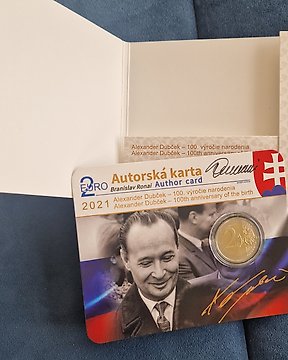 Alexander Dubček – 100. výročie narodenia
Alexander Dubček – 100th anniversary of the birth
2 EURO
Autorská karta
Branislav Ronai Author card
2021
Alexander Dubček – 100. výročie narodenia
Alexander Dubček – 100th anniversary of the birth
2